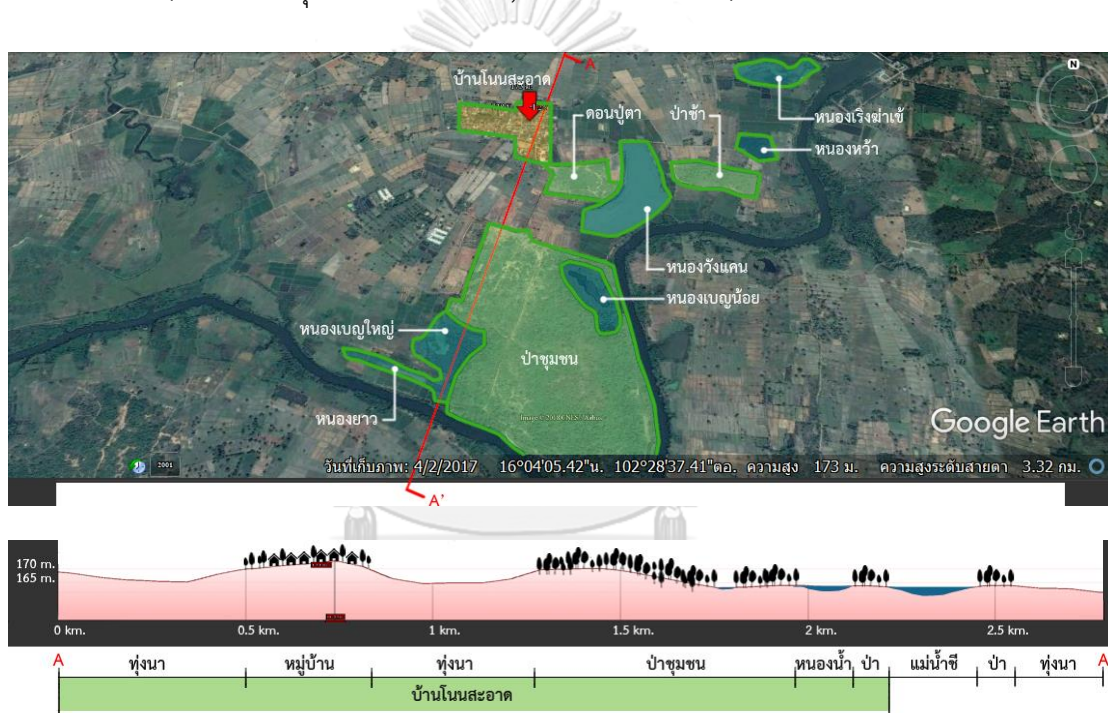 A
N
บ้านโนนสะอาด
ดอนปู่ตา
ป่าช้า
หนองเริงฆ่าเข้
หนองหว้า
หนองวังแคน
หนองเบญน้อย
หนองเบญใหญ่
ป่าชุมชน
หนองยาว
Google Earth
2001
วันที่เก็บภาพ: 4/2/2017 16°04'05.42"น. 102°28'37.41"ตอ. ความสูง 173 ม. ความสูงระดับสายตา 3.32 กม.
A'
170 m.
165 m.
0 km. 0.5 km. 1 km. 1.5 km. 2 km. 2.5 km.
A ทุ่งนา หมู่บ้าน ทุ่งนา ป่าชุมชน หนองน้ำ ป่า แม่น้ำชี ป่า ทุ่งนา A
บ้านโนนสะอาด